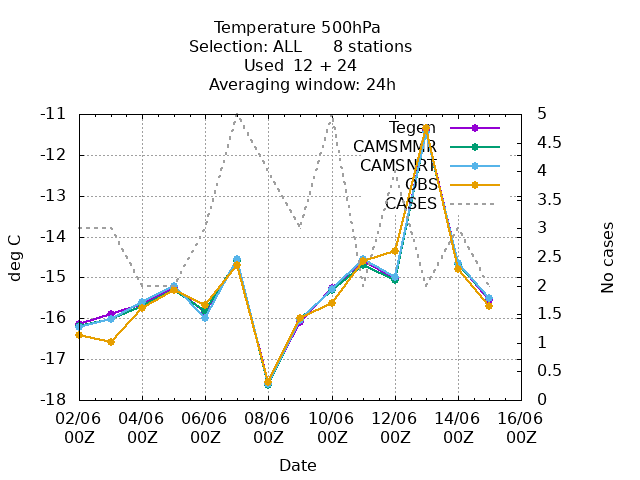 Temperature 500hPa
Selection: ALL 8 stations
Used 12 + 24
Averaging window: 24h
-11
-12
-13
-14
-15
-16
-17
-18
5
4.5
4
3.5
3
2.5
2
1.5
1
0.5
0
Tegen
CAMSMMR
CAMSNRT
OBS
CASES
deg C
No cases
02/06 04/06 06/06 08/06 10/06 12/06 14/06 16/06
00Z 00Z 00Z 00Z 00Z 00Z 00Z 00Z
Date